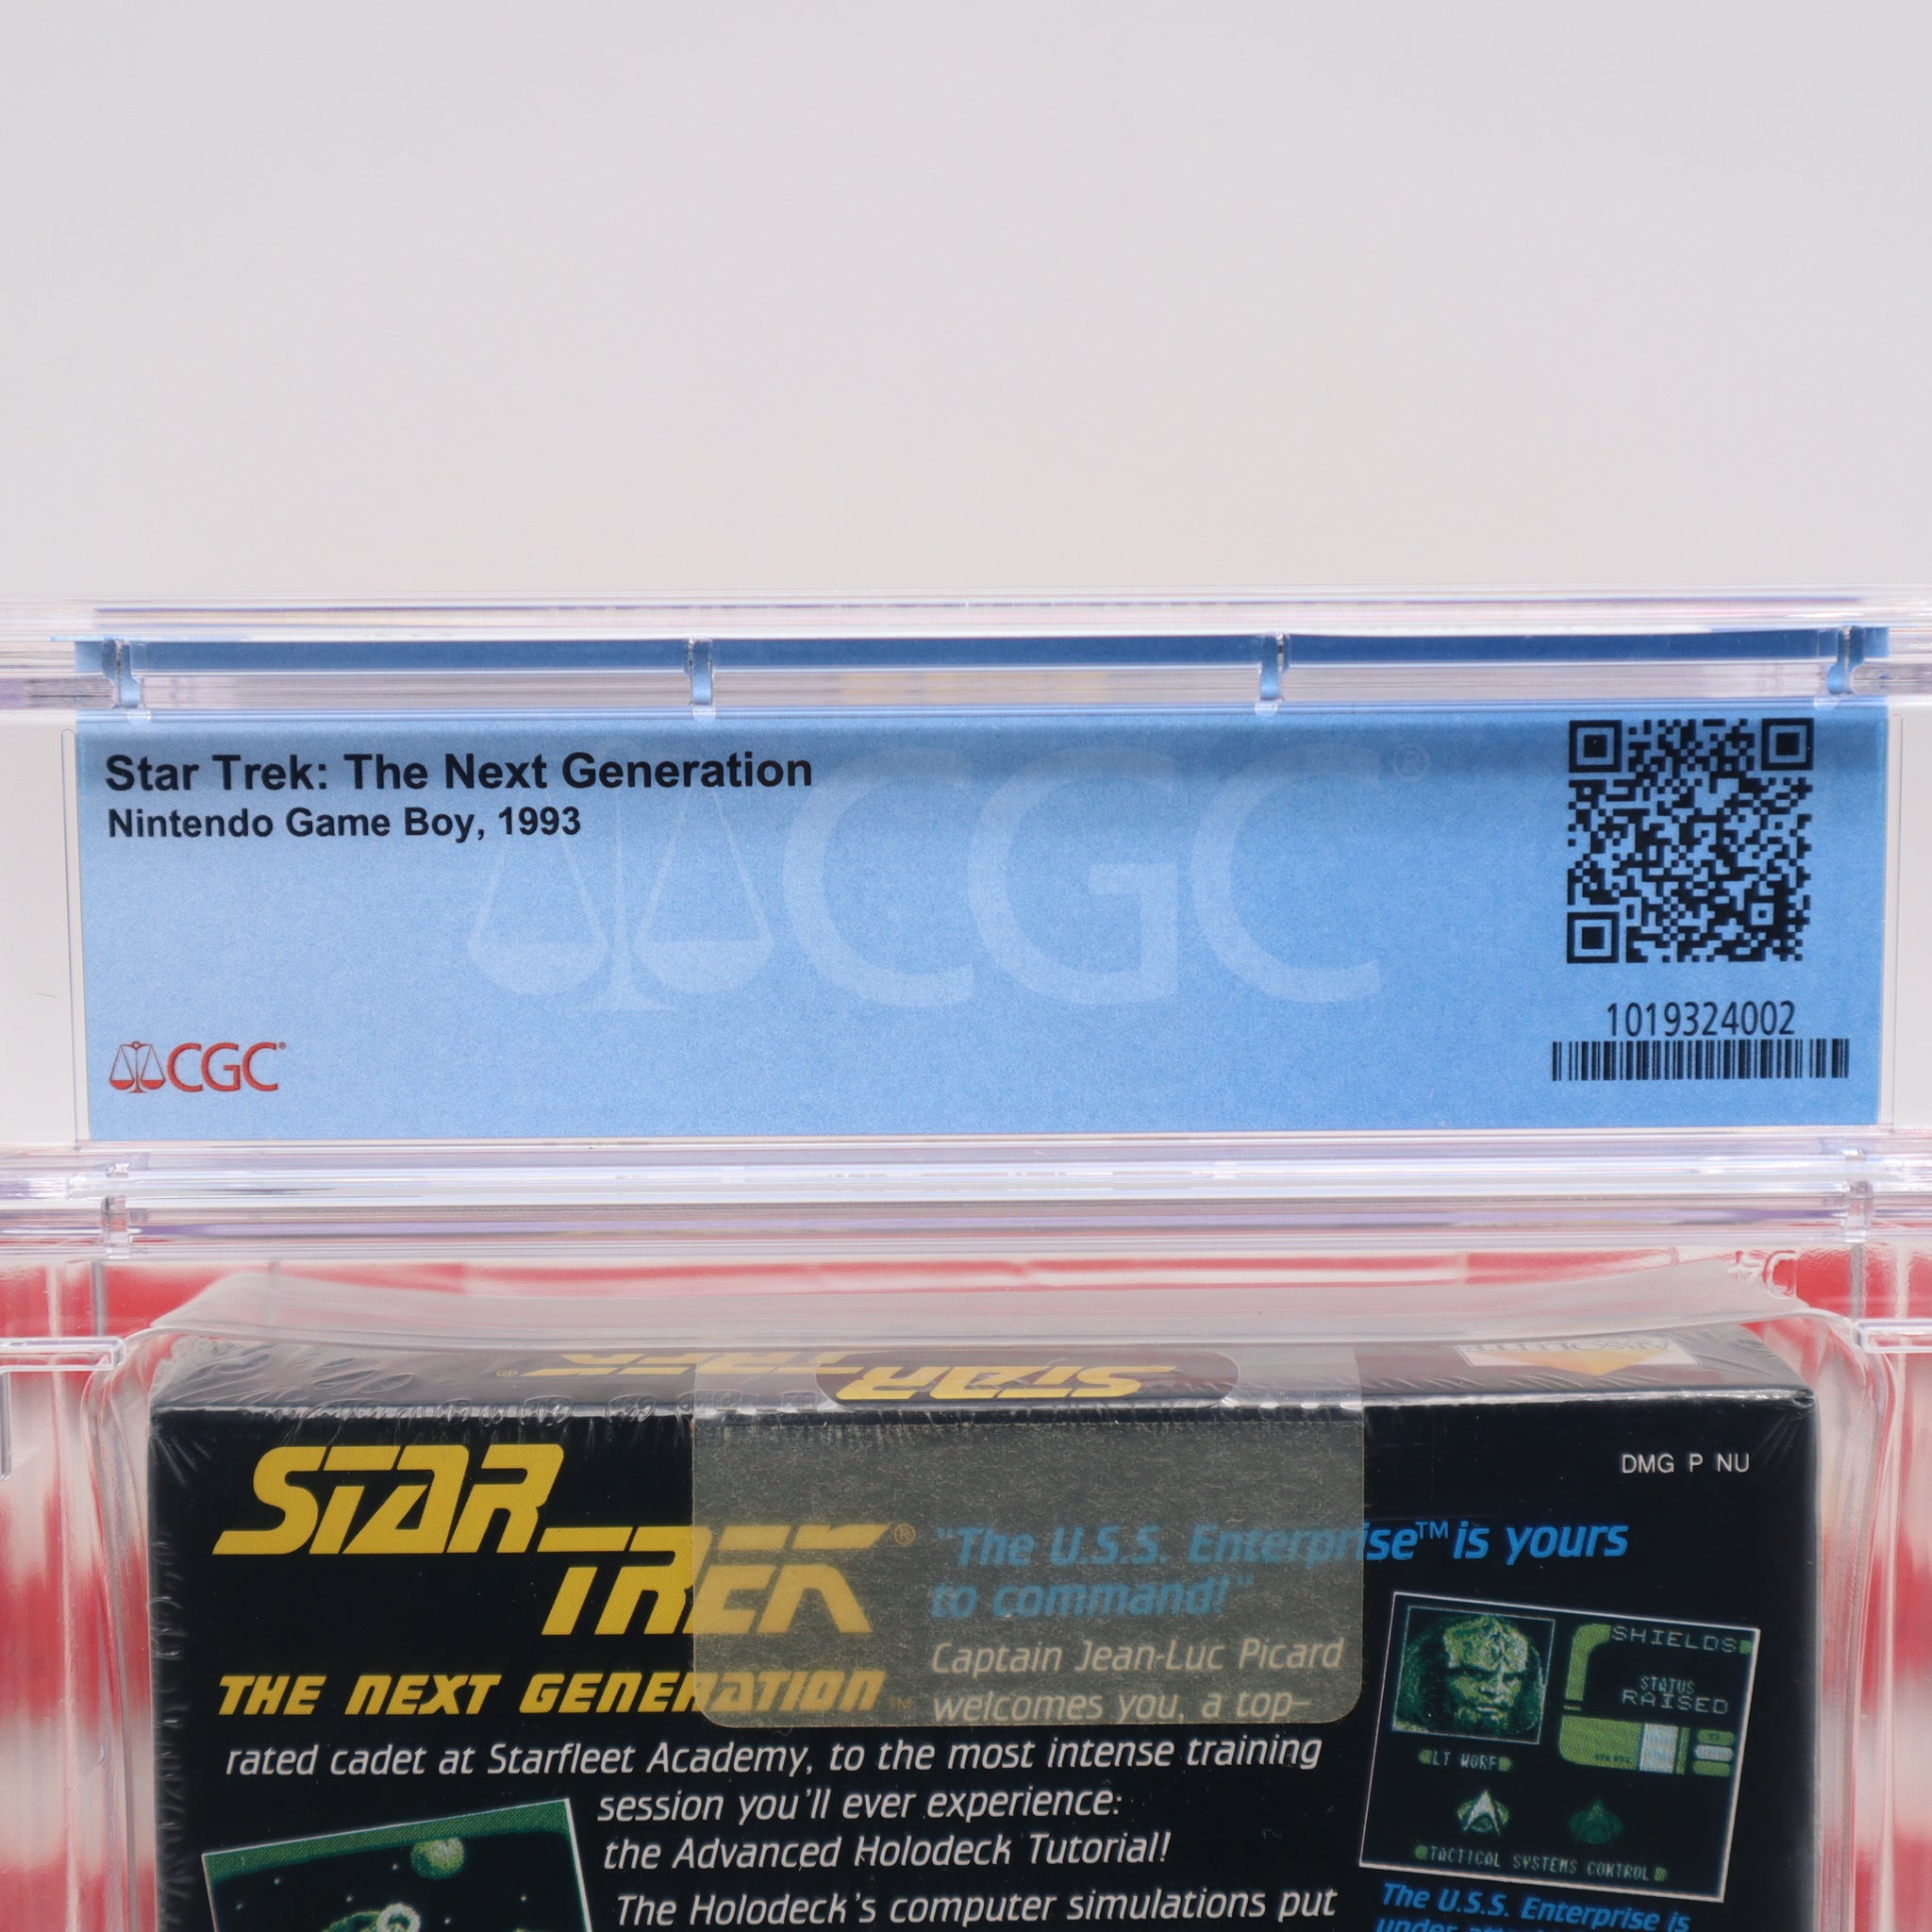 Star Trek: The Next Generation
Nintendo Game Boy, 1993
CGC®
CGC®
1019324002
STAR TREK®
ABSOLUTE
DMG P NU
STAR
TREK®
THE NEXT GENERATION™
"The U.S.S. Enterprise™ is yours
to command!"
Captain Jean-Luc Picard
welcomes you, a top-
rated cadet at Starfleet Academy, to the most intense training
session you'll ever experience:
the Advanced Holodeck Tutorial!
The Holodeck's computer simulations put
SHIELDS
STATUS
RAISED
LT WORF
TACTICAL SYSTEMS CONTROL
The U.S.S. Enterprise is